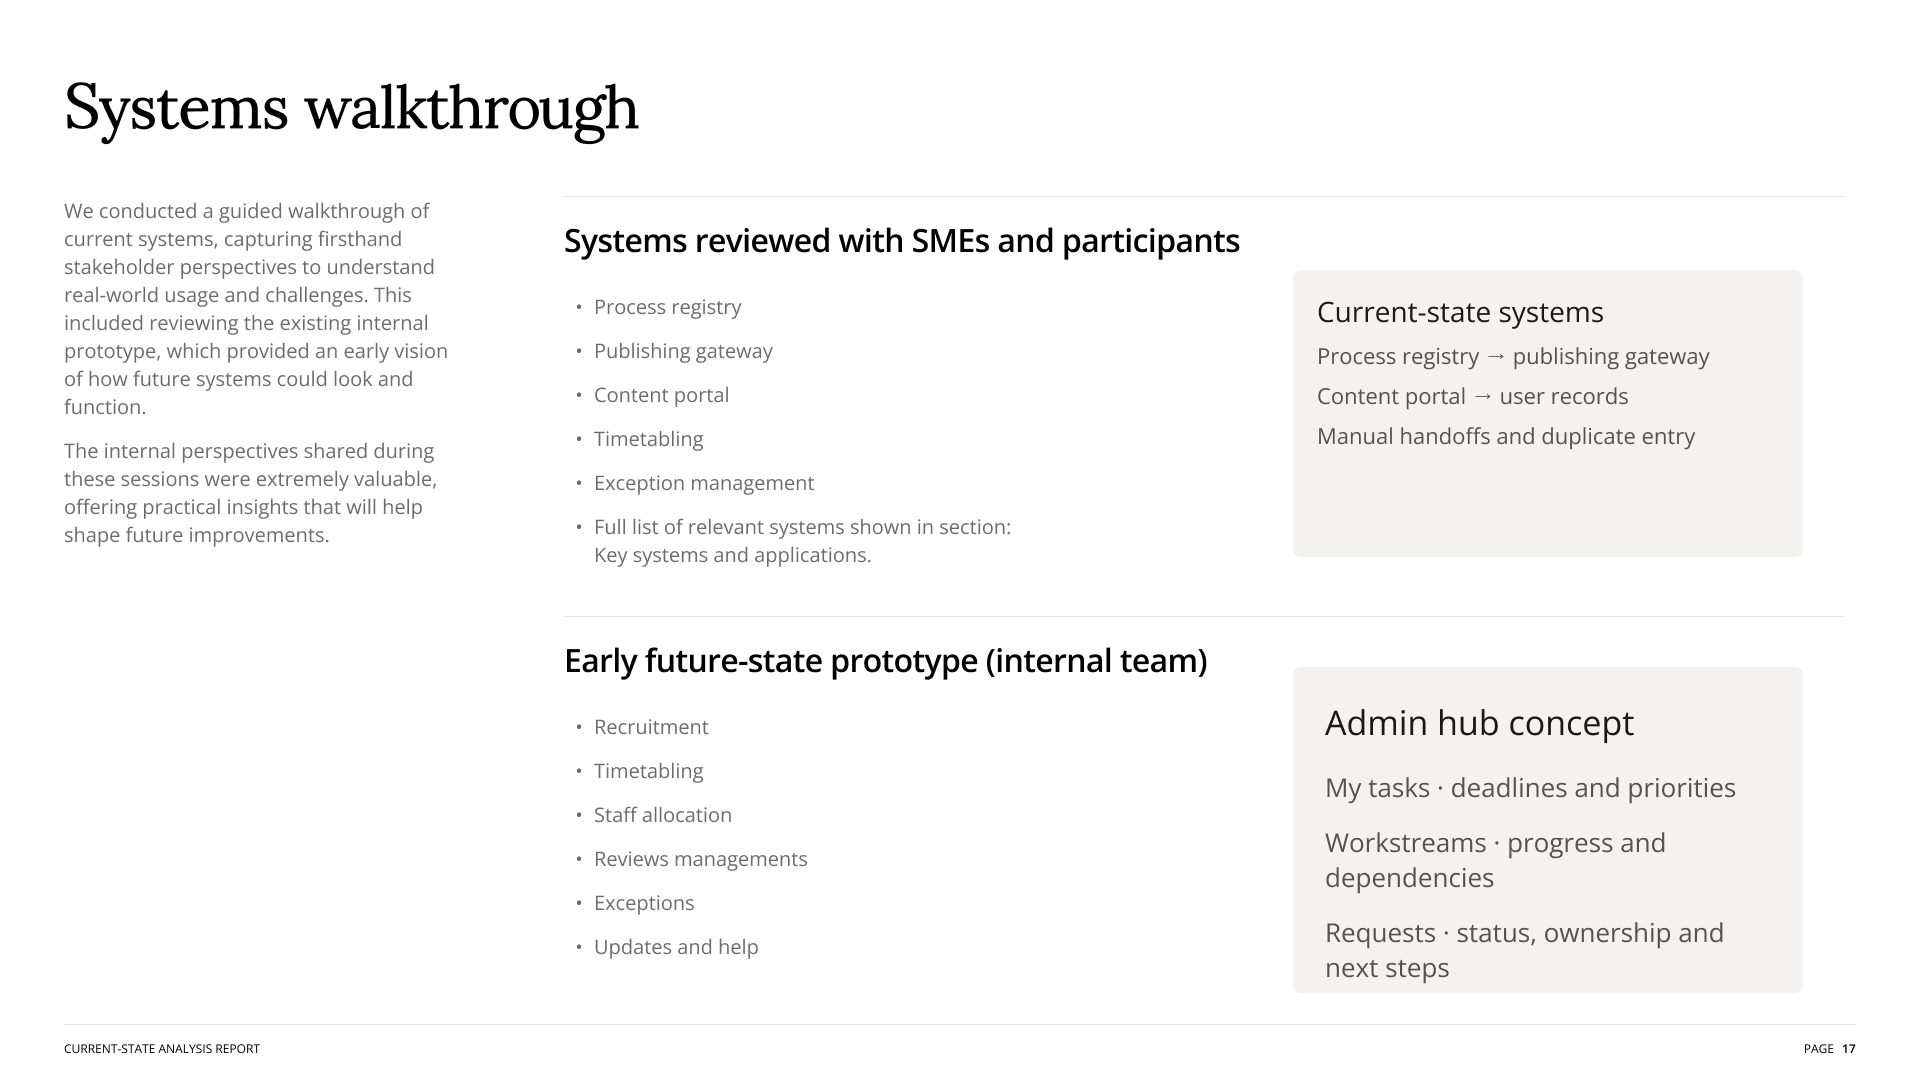 Systems walkthrough
We conducted a guided walkthrough of
current systems, capturing firsthand
stakeholder perspectives to understand
real-world usage and challenges. This
included reviewing the existing internal
prototype, which provided an early vision
of how future systems could look and
function.
The internal perspectives shared during
these sessions were extremely valuable,
offering practical insights that will help
shape future improvements.
Systems reviewed with SMEs and participants
• Process registry
• Publishing gateway
• Content portal
• Timetabling
• Exception management
• Full list of relevant systems shown in section:
Key systems and applications.
Current-state systems
Process registry → publishing gateway
Content portal → user records
Manual handoffs and duplicate entry
Early future-state prototype (internal team)
• Recruitment
• Timetabling
• Staff allocation
• Reviews managements
• Exceptions
• Updates and help
Admin hub concept
My tasks · deadlines and priorities
Workstreams · progress and
dependencies
Requests · status, ownership and
next steps
CURRENT-STATE ANALYSIS REPORT
PAGE 17